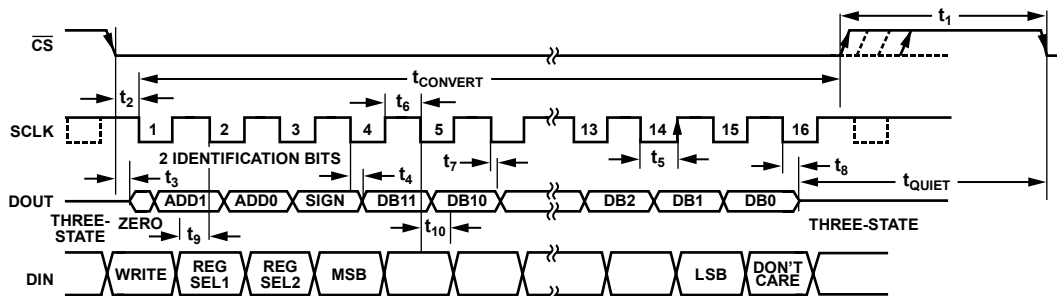 t1
CS
tCONVERT
t2
t6
SCLK
1 2 3 4 5 13 14 15 16
2 IDENTIFICATION BITS
t7
t5
t8
t3
t4
tQUIET
DOUT
ADD1 ADD0 SIGN DB11 DB10 DB2 DB1 DB0
THREE-
STATE
ZERO
THREE-STATE
t9
t10
DIN
WRITE
REG
SEL1
REG
SEL2
MSB
LSB
DON'T
CARE